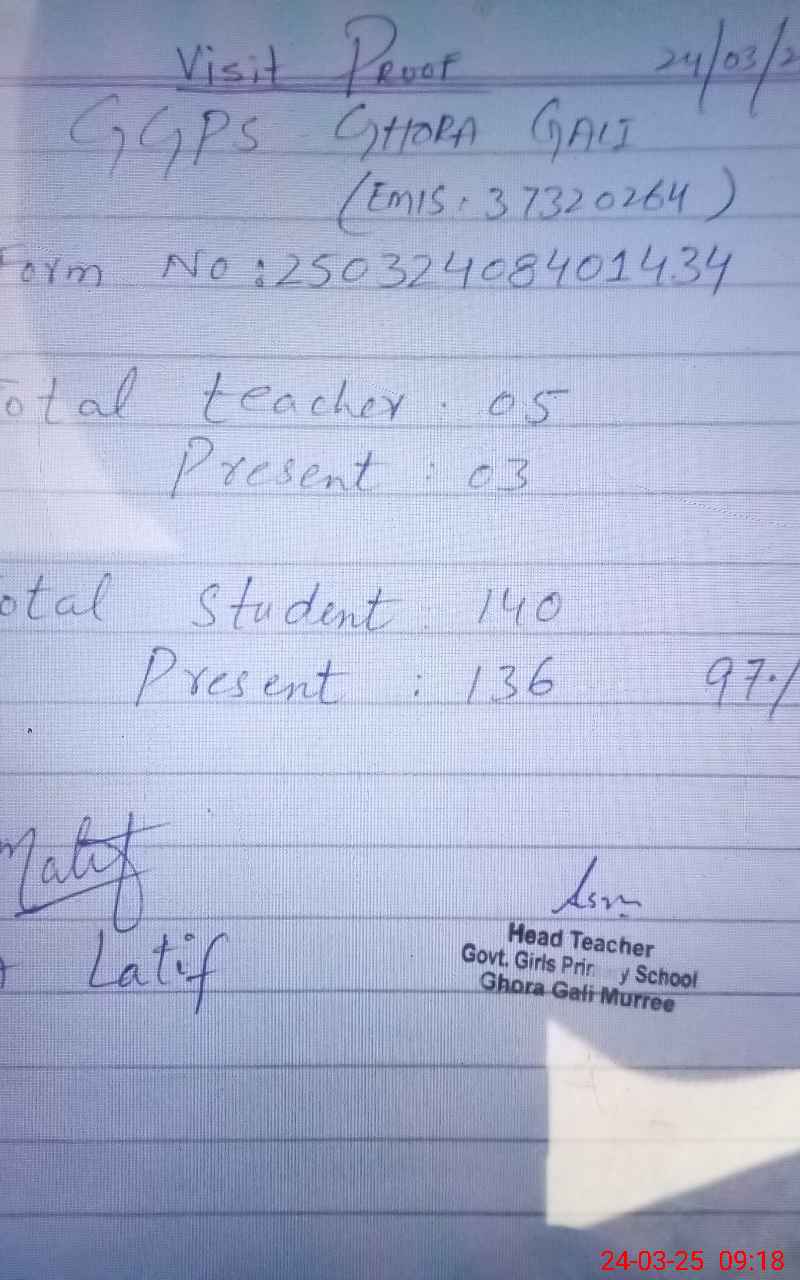 Visit Proof 24/03/2
GGPS GHORA GALI
(EMIS: 37320264)
Form No: 25032408401434
otal teacher: 05
Present: 03
otal Student: 140
Present: 136 97%
Latif
Head Teacher
Govt. Girls Prir y School
Ghora Gali Murree
24-03-25 09:18